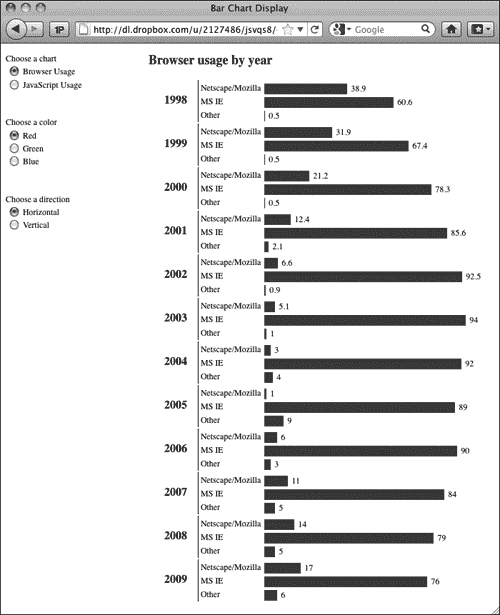 Bar Chart Display
1P
http://dl.dropbox.com/u/2127486/jsvqs8/
Google
Choose a chart
Browser Usage
JavaScript Usage
Choose a color
Red
Green
Blue
Choose a direction
Horizontal
Vertical
Browser usage by year
1998
Netscape/Mozilla 38.9
MS IE 60.6
Other 0.5
1999
Netscape/Mozilla 31.9
MS IE 67.4
Other 0.5
2000
Netscape/Mozilla 21.2
MS IE 78.3
Other 0.5
2001
Netscape/Mozilla 12.4
MS IE 85.6
Other 2.1
2002
Netscape/Mozilla 6.6
MS IE 92.5
Other 0.9
2003
Netscape/Mozilla 5.1
MS IE 94
Other 1
2004
Netscape/Mozilla 3
MS IE 92
Other 4
2005
Netscape/Mozilla 1
MS IE 89
Other 9
2006
Netscape/Mozilla 6
MS IE 90
Other 3
2007
Netscape/Mozilla 11
MS IE 84
Other 5
2008
Netscape/Mozilla 14
MS IE 79
Other 5
2009
Netscape/Mozilla 17
MS IE 76
Other 6